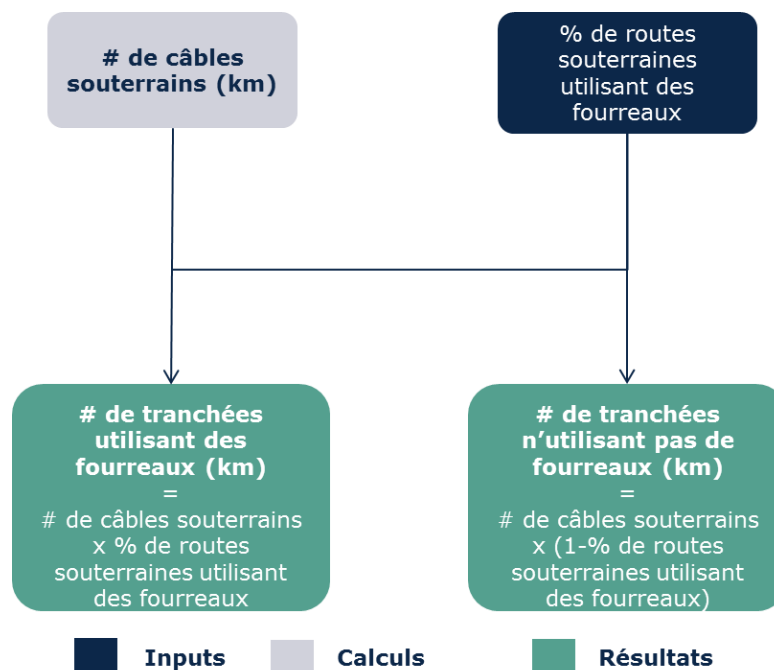 # de câbles
souterrains (km)
% de routes
souterraines
utilisant des
fourreaux
# de tranchées
utilisant des
fourreaux (km)
=
# de câbles souterrains
x % de routes
souterraines utilisant
des fourreaux
# de tranchées
n’utilisant pas de
fourreaux (km)
=
# de câbles souterrains
x (1-% de routes
souterraines utilisant
des fourreaux)
Inputs
Calculs
Résultats